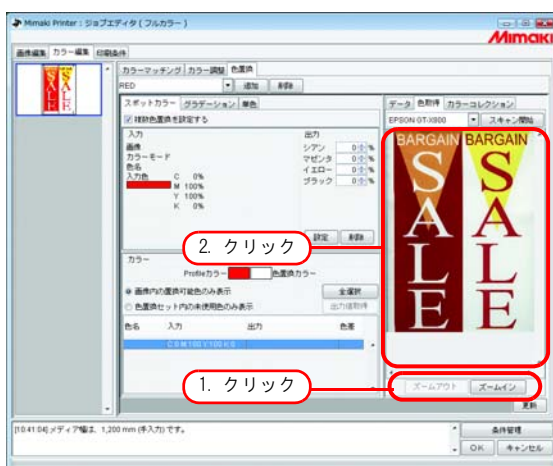 Mimaki Printer : ジョブエディタ ( フルカラー )
Mimaki
画像編集 カラー編集 印刷条件
カラーマッチング カラー調整 色置換
RED 追加 削除
スポットカラー グラデーション 単色
データ 色取得 カラーコレクション
複数色置換を設定する
EPSON GT-X900 スキャン開始
入力 出力
画像 シアン 0 %
カラーモード マゼンタ 0 %
色名 イエロー 0 %
入力色 C 0% ブラック 0 %
M 100%
Y 100%
K 0%
設定 削除
BARGAIN BARGAIN
SALE SALE
2. クリック
カラー
Profileカラー 色置換カラー
画像内の置換可能色のみ表示 全選択
色置換セット内の未使用色のみ表示 出力値取得
色名 入力 出力 色差
C:0 M:100 Y:100 K:0
1. クリック
ズームアウト ズームイン
更新
[10:41:04] メディア幅は、1,200 mm (手入力) です。
条件管理
OK キャンセル
SALE SALE